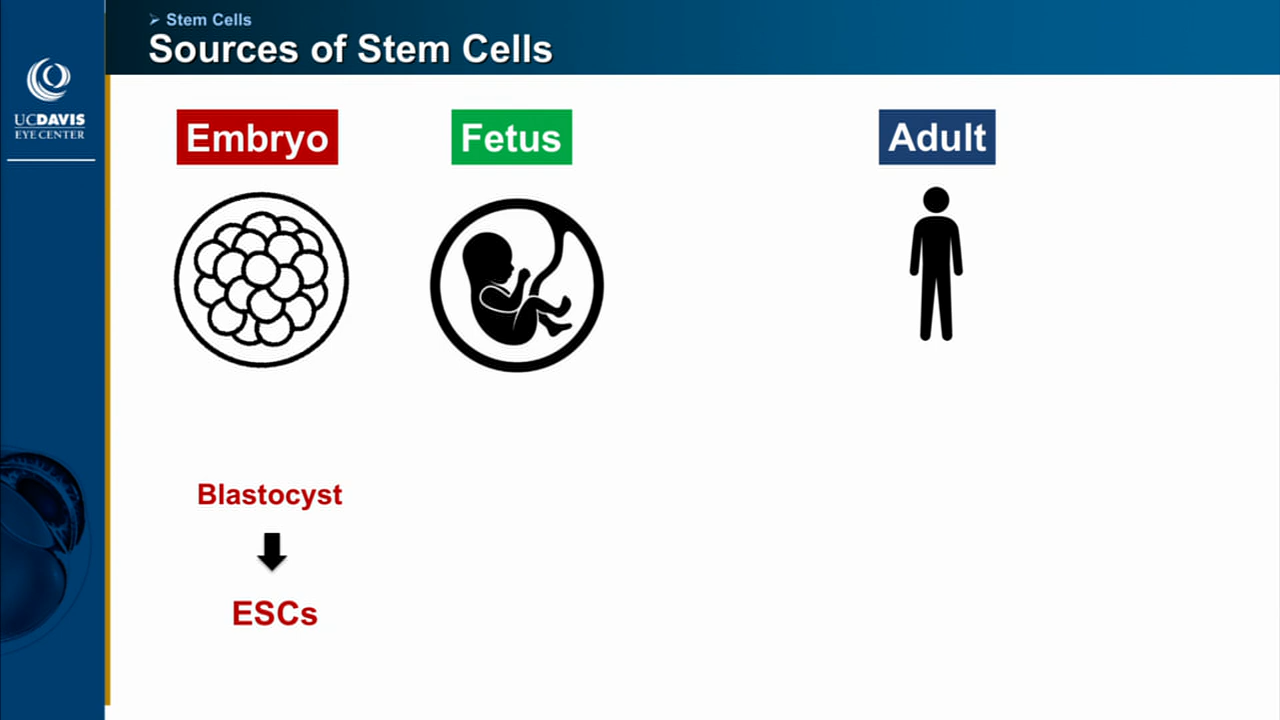 ➢ Stem Cells
Sources of Stem Cells
UCDAVIS
EYE CENTER
Embryo
Fetus
Adult
Blastocyst
ESCs